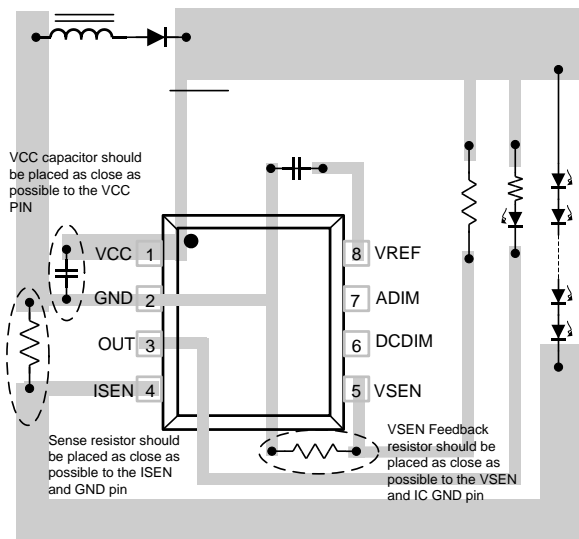 VCC capacitor should
be placed as close as
possible to the VCC
PIN
VCC 1
8 VREF
GND 2
7 ADIM
OUT 3
6 DCDIM
ISEN 4
5 VSEN
Sense resistor should
be placed as close as
possible to the ISEN
and GND pin
VSEN Feedback
resistor should be
placed as close as
possible to the VSEN
and IC GND pin